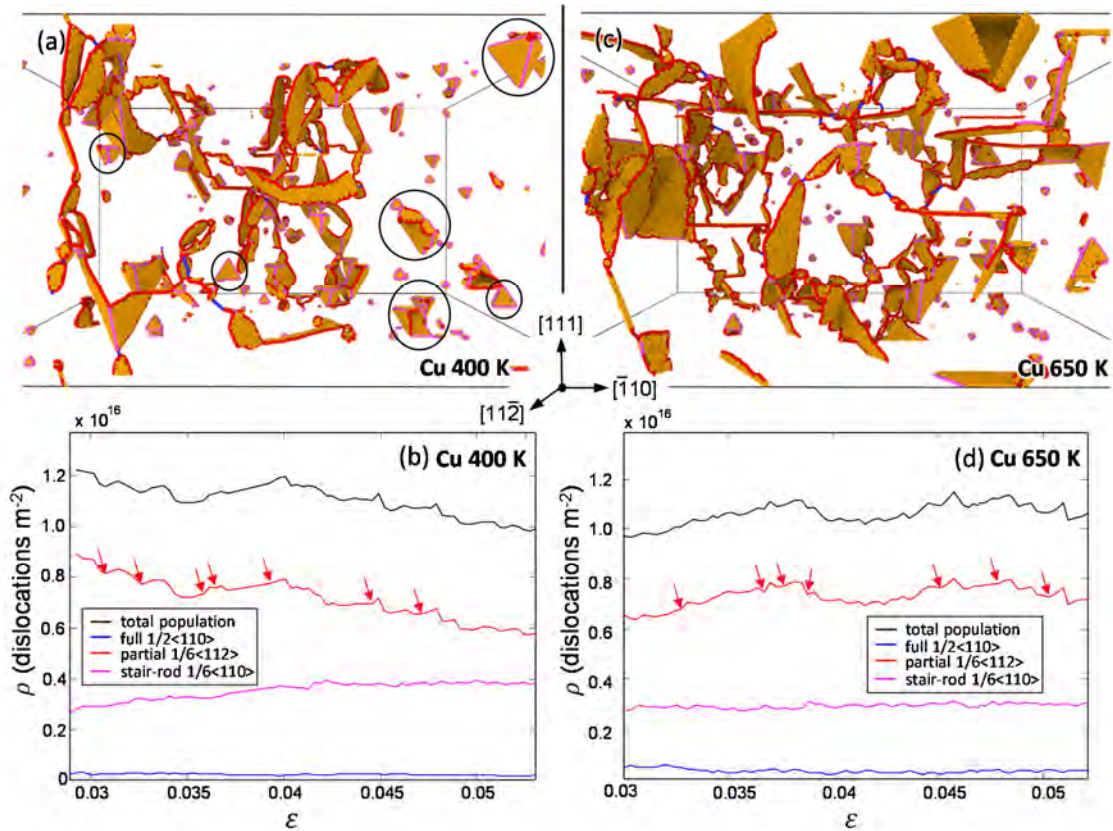 (a)
(c)
Cu 400 K
Cu 650 K
[111]
[1̄10]
[112̄]
x 10¹⁶
(b) Cu 400 K
1.2
1.0
0.8
0.6
0.4
0.2
0
ρ (dislocations m⁻²)
total population
full 1/2<110>
partial 1/6<112>
stair-rod 1/6<110>
0.03
0.035
0.04
0.045
0.05
ε
x 10¹⁶
(d) Cu 650 K
1.2
1.0
0.8
0.6
0.4
0.2
ρ (dislocations m⁻²)
total population
full 1/2<110>
partial 1/6<112>
stair-rod 1/6<110>
0.03
0.035
0.04
0.045
0.05
ε